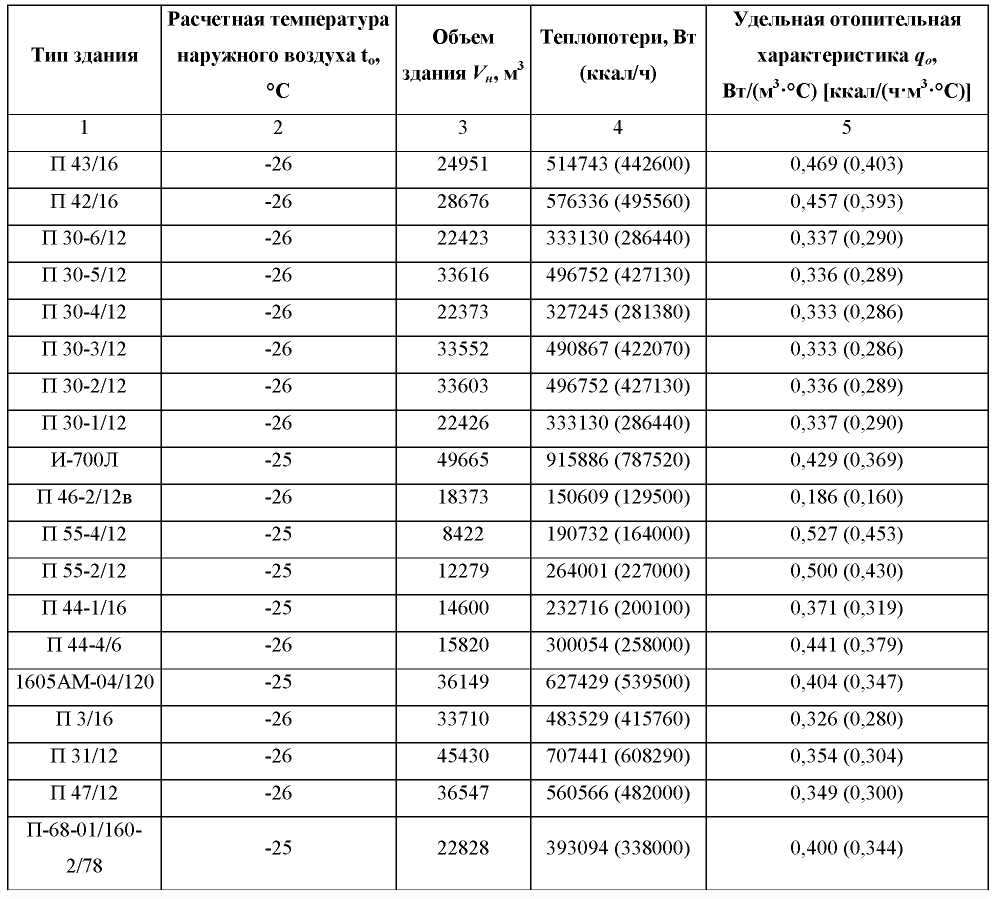 Тип здания | Расчетная температура наружного воздуха tо, °С | Объем здания Vн, м³ | Теплопотери, Вт (ккал/ч) | Удельная отопительная характеристика qо, Вт/(м³·°С) [ккал/(ч·м³·°С)]
1 | 2 | 3 | 4 | 5
П 43/16 | -26 | 24951 | 514743 (442600) | 0,469 (0,403)
П 42/16 | -26 | 28676 | 576336 (495560) | 0,457 (0,393)
П 30-6/12 | -26 | 22423 | 333130 (286440) | 0,337 (0,290)
П 30-5/12 | -26 | 33616 | 496752 (427130) | 0,336 (0,289)
П 30-4/12 | -26 | 22373 | 327245 (281380) | 0,333 (0,286)
П 30-3/12 | -26 | 33552 | 490867 (422070) | 0,333 (0,286)
П 30-2/12 | -26 | 33603 | 496752 (427130) | 0,336 (0,289)
П 30-1/12 | -26 | 22426 | 333130 (286440) | 0,337 (0,290)
И-700Л | -25 | 49665 | 915886 (787520) | 0,429 (0,369)
П 46-2/12в | -26 | 18373 | 150609 (129500) | 0,186 (0,160)
П 55-4/12 | -25 | 8422 | 190732 (164000) | 0,527 (0,453)
П 55-2/12 | -25 | 12279 | 264001 (227000) | 0,500 (0,430)
П 44-1/16 | -25 | 14600 | 232716 (200100) | 0,371 (0,319)
П 44-4/6 | -26 | 15820 | 300054 (258000) | 0,441 (0,379)
1605АМ-04/120 | -25 | 36149 | 627429 (539500) | 0,404 (0,347)
П 3/16 | -26 | 33710 | 483529 (415760) | 0,326 (0,280)
П 31/12 | -26 | 45430 | 707441 (608290) | 0,354 (0,304)
П 47/12 | -26 | 36547 | 560566 (482000) | 0,349 (0,300)
П-68-01/160-2/78 | -25 | 22828 | 393094 (338000) | 0,400 (0,344)